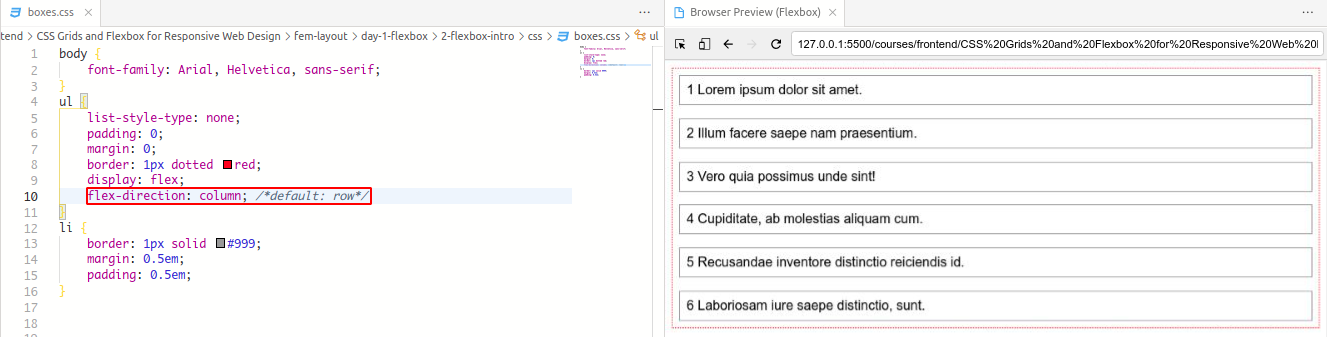 boxes.css ×
···
tend > CSS Grids and Flexbox for Responsive Web Design > fem-layout > day-1-flexbox > 2-flexbox-intro > css > boxes.css > ul
1 body {
2     font-family: Arial, Helvetica, sans-serif;
3 }
4 ul {
5     list-style-type: none;
6     padding: 0;
7     margin: 0;
8     border: 1px dotted red;
9     display: flex;
10     flex-direction: column; /*default: row*/
11 }
12 li {
13     border: 1px solid #999;
14     margin: 0.5em;
15     padding: 0.5em;
16 }
17
18
Browser Preview (Flexbox) ×
···
127.0.0.1:5500/courses/frontend/CSS%20Grids%20and%20Flexbox%20for%20Responsive%20Web%20
1 Lorem ipsum dolor sit amet.
2 Illum facere saepe nam praesentium.
3 Vero quia possimus unde sint!
4 Cupiditate, ab molestias aliquam cum.
5 Recusandae inventore distinctio reiciendis id.
6 Laboriosam iure saepe distinctio, sunt.